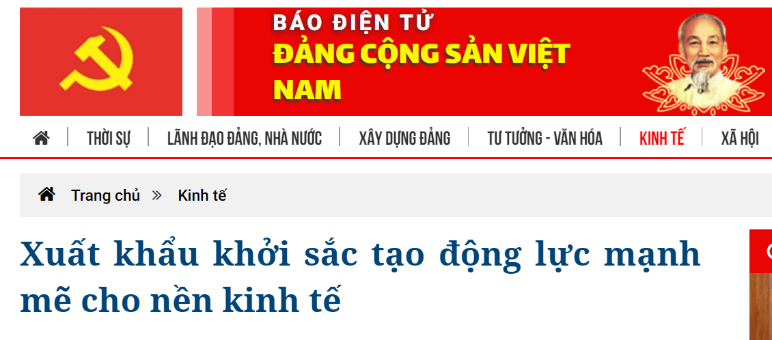 BÁO ĐIỆN TỬ
ĐẢNG CỘNG SẢN VIỆT
NAM
THỜI SỰ | LÃNH ĐẠO ĐẢNG, NHÀ NƯỚC | XÂY DỰNG ĐẢNG | TƯ TƯỞNG - VĂN HÓA | KINH TẾ | XÃ HỘI
Trang chủ » Kinh tế
Xuất khẩu khởi sắc tạo động lực mạnh
mẽ cho nền kinh tế